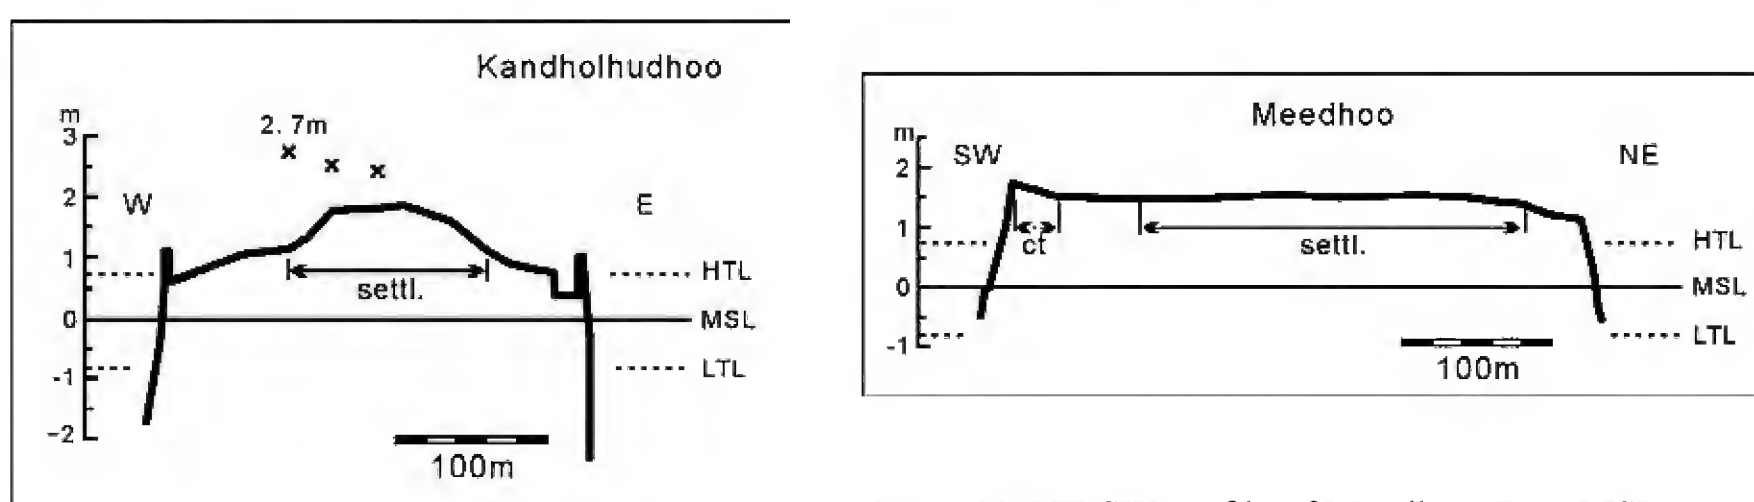 Kandholhudhoo
m
3
2
1
0
-1
-2
2. 7m
W
E
settl.
HTL
MSL
LTL
100m
Meedhoo
m
2
1
0
-1
SW
NE
ct
settl.
HTL
MSL
LTL
100m